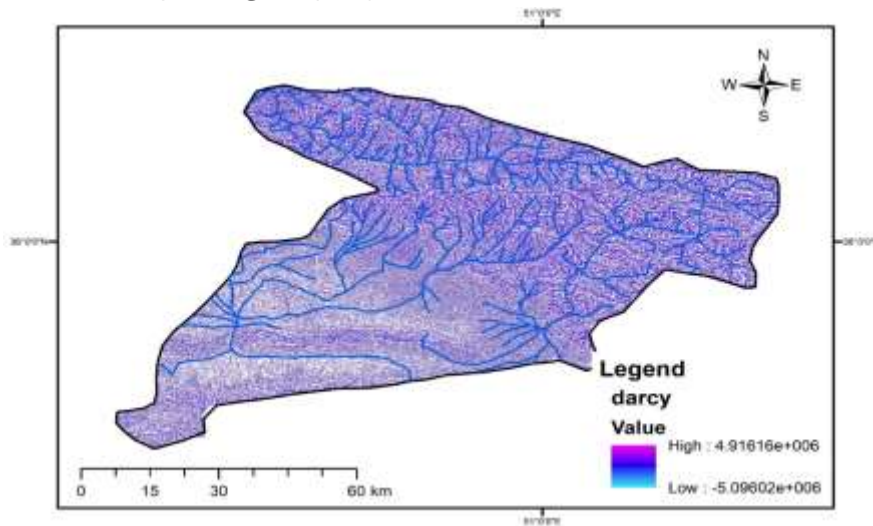 N
W E
S
Legend
darcy
Value
High : 4.91616e+006
Low : -5.09602e+006
0 15 30 60 km